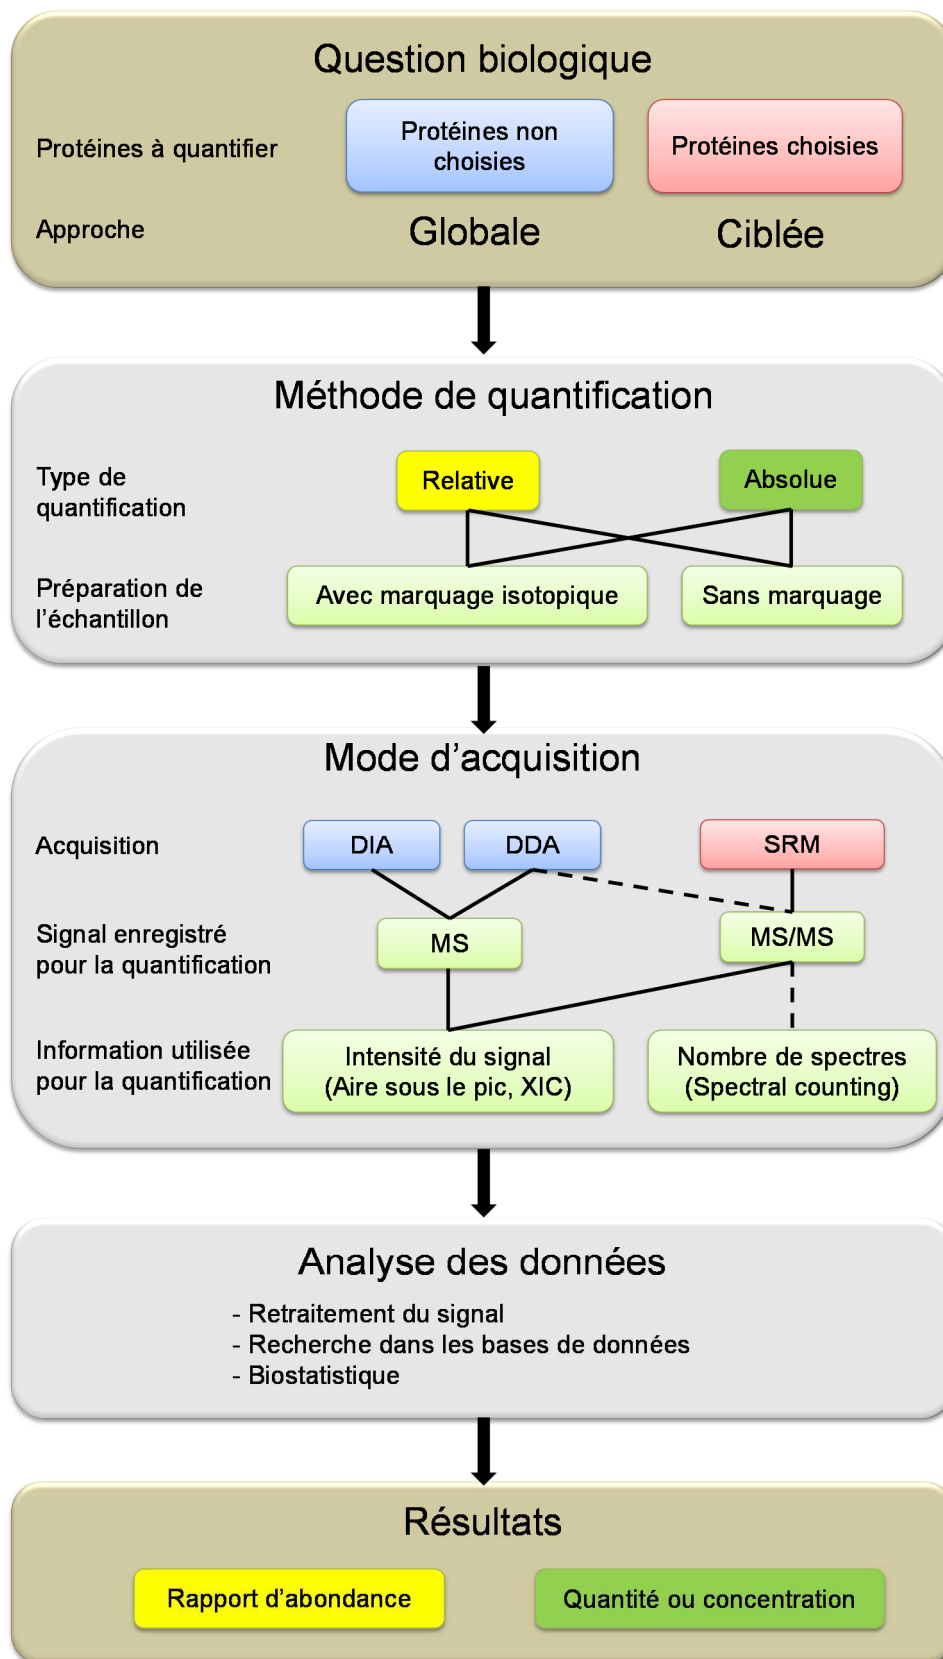 Question biologique
Protéines à quantifier
Protéines non
choisies
Protéines choisies
Approche
Globale
Ciblée
Méthode de quantification
Type de
quantification
Relative
Absolue
Préparation de
l'échantillon
Avec marquage isotopique
Sans marquage
Mode d'acquisition
Acquisition
DIA
DDA
SRM
Signal enregistré
pour la quantification
MS
MS/MS
Information utilisée
pour la quantification
Intensité du signal
(Aire sous le pic, XIC)
Nombre de spectres
(Spectral counting)
Analyse des données
- Retraitement du signal
- Recherche dans les bases de données
- Biostatistique
Résultats
Rapport d'abondance
Quantité ou concentration